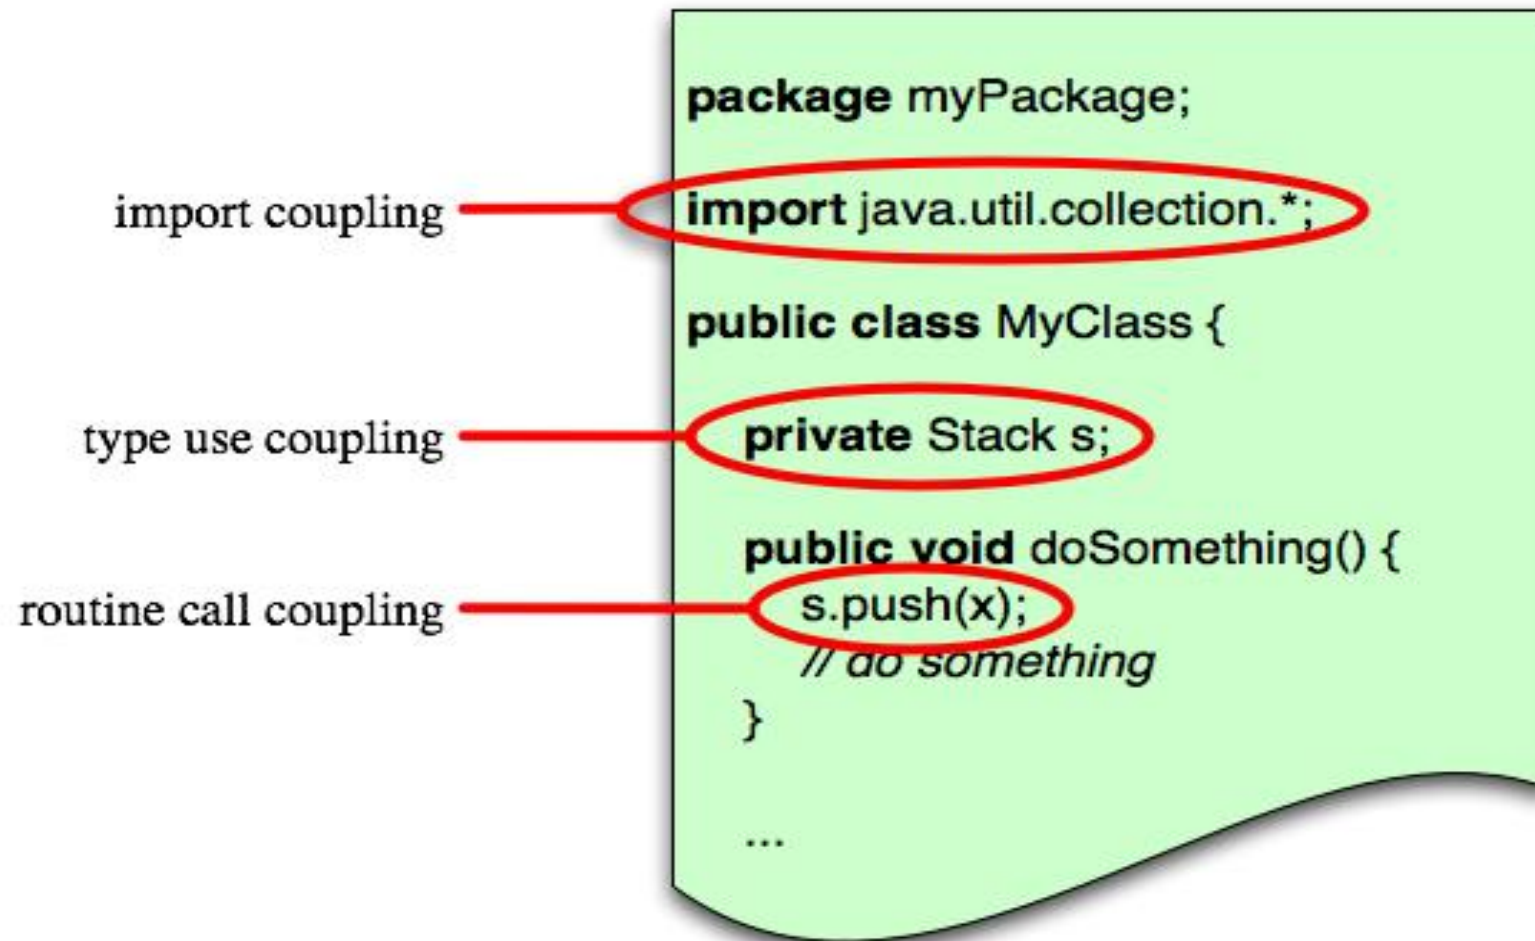 package myPackage;
import coupling
import java.util.collection.*;
public class MyClass {
type use coupling
private Stack s;
public void doSomething() {
routine call coupling
s.push(x);
// do something
}
...